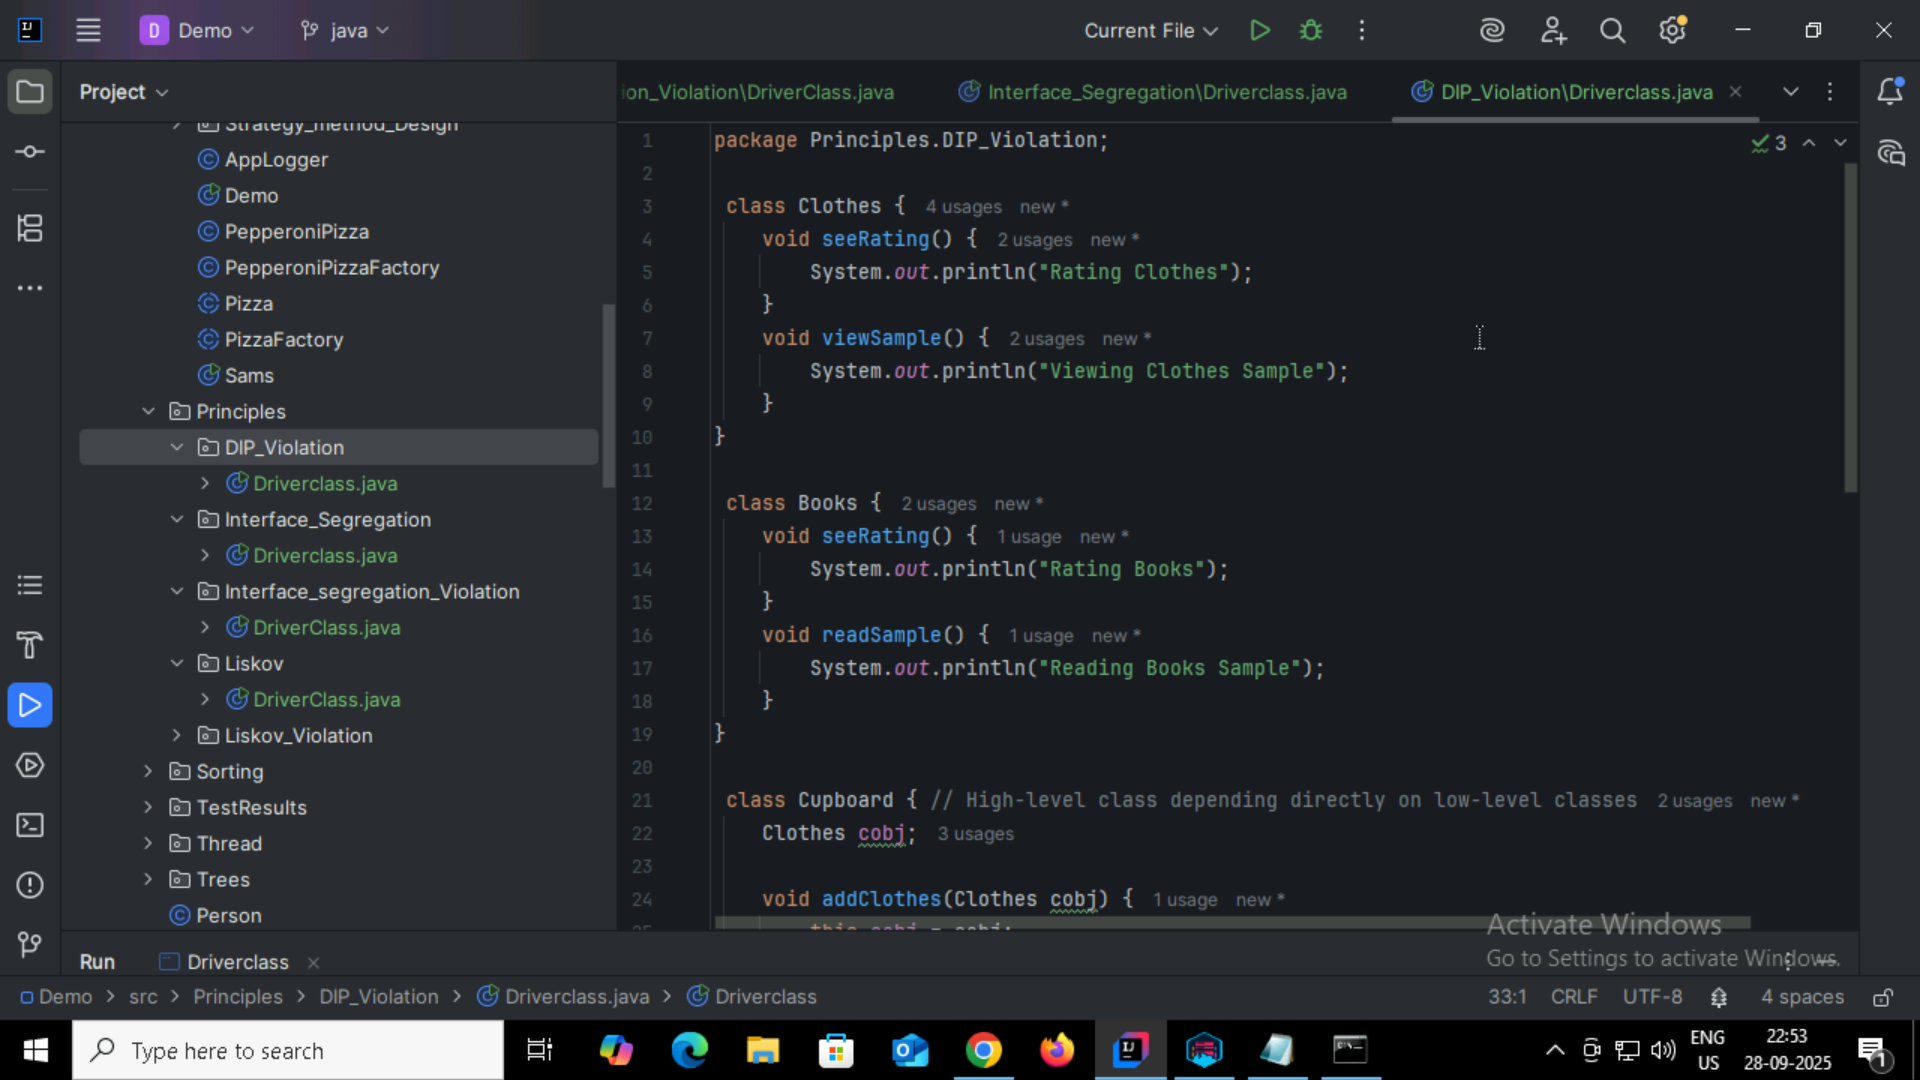 D Demo java Current File
Project
ion_Violation\DriverClass.java Interface_Segregation\Driverclass.java DIP_Violation\Driverclass.java
Strategy_method_Design
AppLogger
Demo
PepperoniPizza
PepperoniPizzaFactory
Pizza
PizzaFactory
Sams
Principles
DIP_Violation
Driverclass.java
Interface_Segregation
Driverclass.java
Interface_segregation_Violation
DriverClass.java
Liskov
DriverClass.java
Liskov_Violation
Sorting
TestResults
Thread
Trees
Person
3
1 package Principles.DIP_Violation;
2
3 class Clothes { 4 usages new *
4 void seeRating() { 2 usages new *
5 System.out.println("Rating Clothes");
6 }
7 void viewSample() { 2 usages new *
8 System.out.println("Viewing Clothes Sample");
9 }
10 }
11
12 class Books { 2 usages new *
13 void seeRating() { 1 usage new *
14 System.out.println("Rating Books");
15 }
16 void readSample() { 1 usage new *
17 System.out.println("Reading Books Sample");
18 }
19 }
20
21 class Cupboard { // High-level class depending directly on low-level classes 2 usages new *
22 Clothes cobj; 3 usages
23
24 void addClothes(Clothes cobj) { 1 usage new *
25 this.cobj = cobj;
Activate Windows
Go to Settings to activate Windows.
Run Driverclass
Demo > src > Principles > DIP_Violation > Driverclass.java > Driverclass
33:1 CRLF UTF-8 4 spaces
Type here to search
ENG
US
22:53
28-09-2025
1